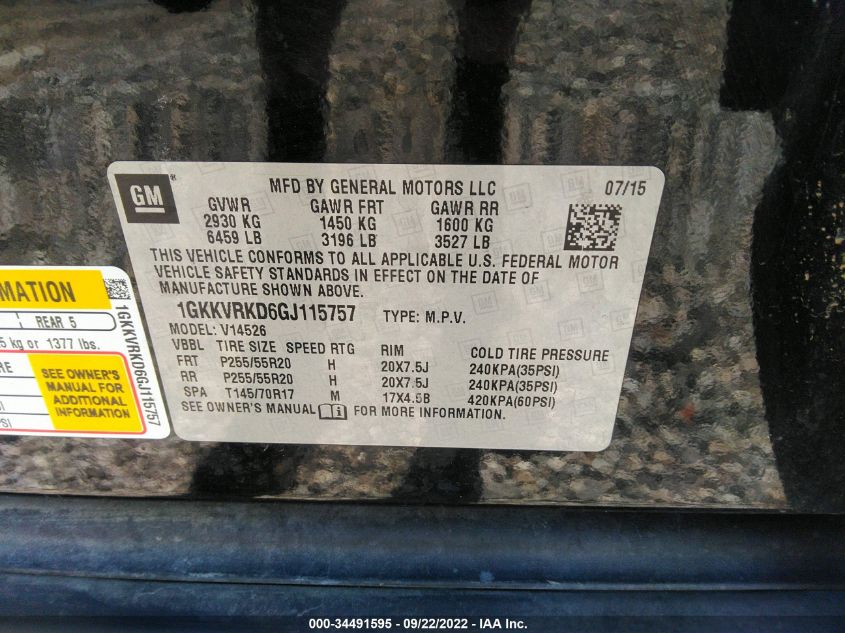 GM
MFD BY GENERAL MOTORS LLC 07/15
GVWR GAWR FRT GAWR RR
2930 KG 1450 KG 1600 KG
6459 LB 3196 LB 3527 LB
THIS VEHICLE CONFORMS TO ALL APPLICABLE U.S. FEDERAL MOTOR
VEHICLE SAFETY STANDARDS IN EFFECT ON THE DATE OF
MANUFACTURE SHOWN ABOVE.
1GKKVRKD6GJ115757 TYPE: M.P.V.
MODEL: V14526
VBBL TIRE SIZE SPEED RTG RIM COLD TIRE PRESSURE
FRT P255/55R20 H 20X7.5J 240KPA(35PSI)
RR P255/55R20 H 20X7.5J 240KPA(35PSI)
SPA T145/70R17 M 17X4.5B 420KPA(60PSI)
SEE OWNER'S MANUAL FOR MORE INFORMATION.
REAR 5
kg or 1377 lbs.
SEE OWNER'S
MANUAL FOR
ADDITIONAL
INFORMATION
1GKKVRKD6GJ115757
000-34491595 - 09/22/2022 - IAA Inc.